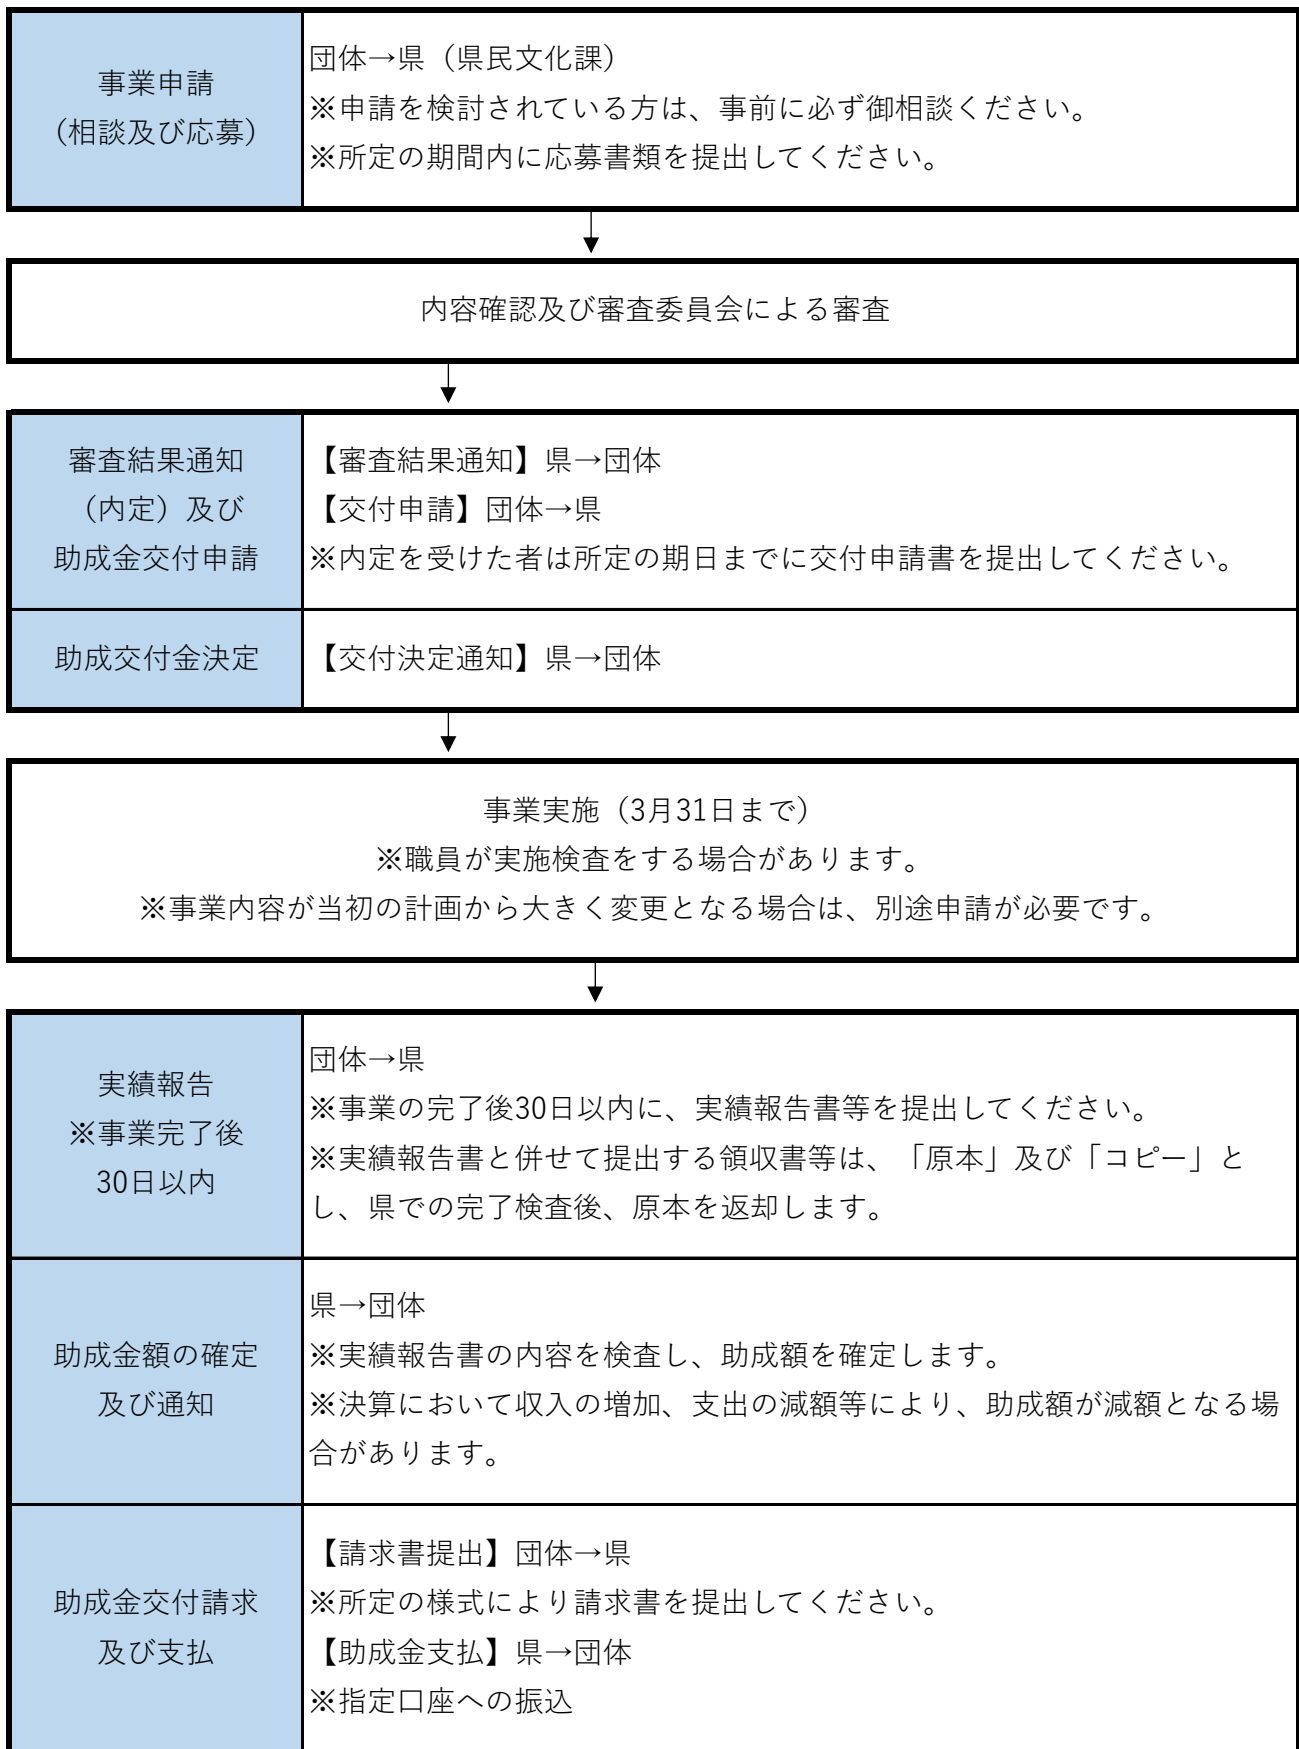 事業申請
（相談及び応募）
団体→県（県民文化課）
※申請を検討されている方は、事前に必ず御相談ください。
※所定の期間内に応募書類を提出してください。
内容確認及び審査委員会による審査
審査結果通知
（内定）及び
助成金交付申請
【審査結果通知】県→団体
【交付申請】団体→県
※内定を受けた者は所定の期日までに交付申請書を提出してください。
助成交付金決定
【交付決定通知】県→団体
事業実施（3月31日まで）
※職員が実施検査をする場合があります。
※事業内容が当初の計画から大きく変更となる場合は、別途申請が必要です。
実績報告
※事業完了後
30日以内
団体→県
※事業の完了後30日以内に、実績報告書等を提出してください。
※実績報告書と併せて提出する領収書等は、「原本」及び「コピー」と
し、県での完了検査後、原本を返却します。
助成金額の確定
及び通知
県→団体
※実績報告書の内容を検査し、助成額を確定します。
※決算において収入の増加、支出の減額等により、助成額が減額となる場
合があります。
助成金交付請求
及び支払
【請求書提出】団体→県
※所定の様式により請求書を提出してください。
【助成金支払】県→団体
※指定口座への振込